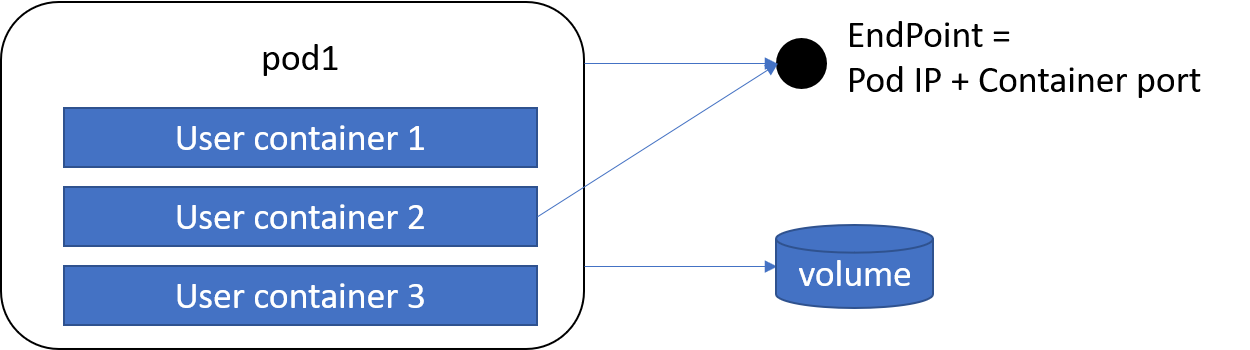 pod1
User container 1
User container 2
User container 3
EndPoint =
Pod IP + Container port
volume